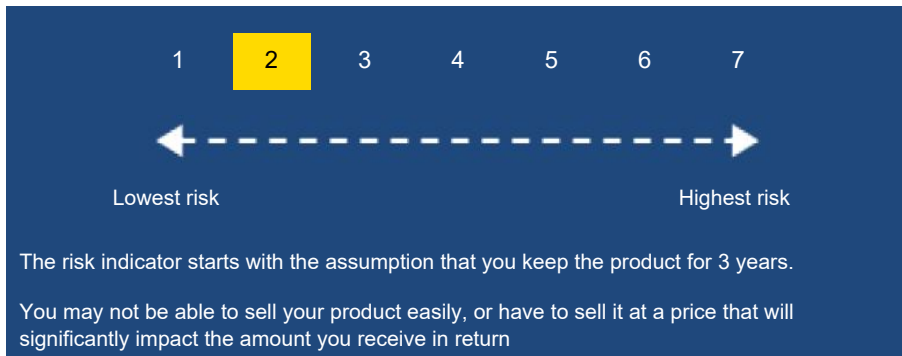 1 2 3 4 5 6 7
Lowest risk Highest risk
The risk indicator starts with the assumption that you keep the product for 3 years.
You may not be able to sell your product easily, or have to sell it at a price that will
significantly impact the amount you receive in return